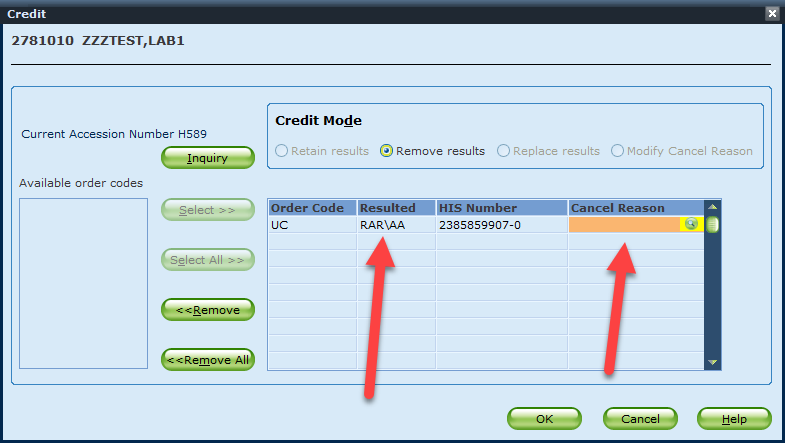 Credit
2781010 ZZZTEST,LAB1
Current Accession Number H589
Inquiry
Credit Mode
Retain results Remove results Replace results Modify Cancel Reason
Available order codes
Select >>
Select All >>
<<Remove
<<Remove All
Order Code Resulted HIS Number Cancel Reason
UC RAR\AA 2385859907-0
OK Cancel Help